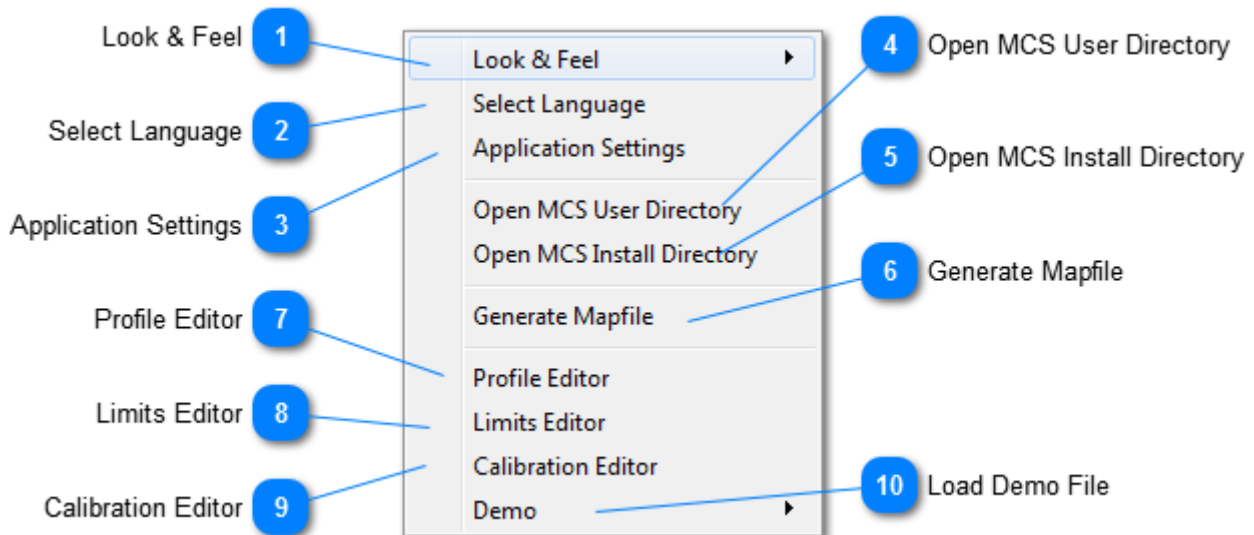 Look & Feel 1
Select Language 2
Application Settings 3
Profile Editor 7
Limits Editor 8
Calibration Editor 9
Look & Feel
Select Language
Application Settings
Open MCS User Directory
Open MCS Install Directory
Generate Mapfile
Profile Editor
Limits Editor
Calibration Editor
Demo
4 Open MCS User Directory
5 Open MCS Install Directory
6 Generate Mapfile
10 Load Demo File